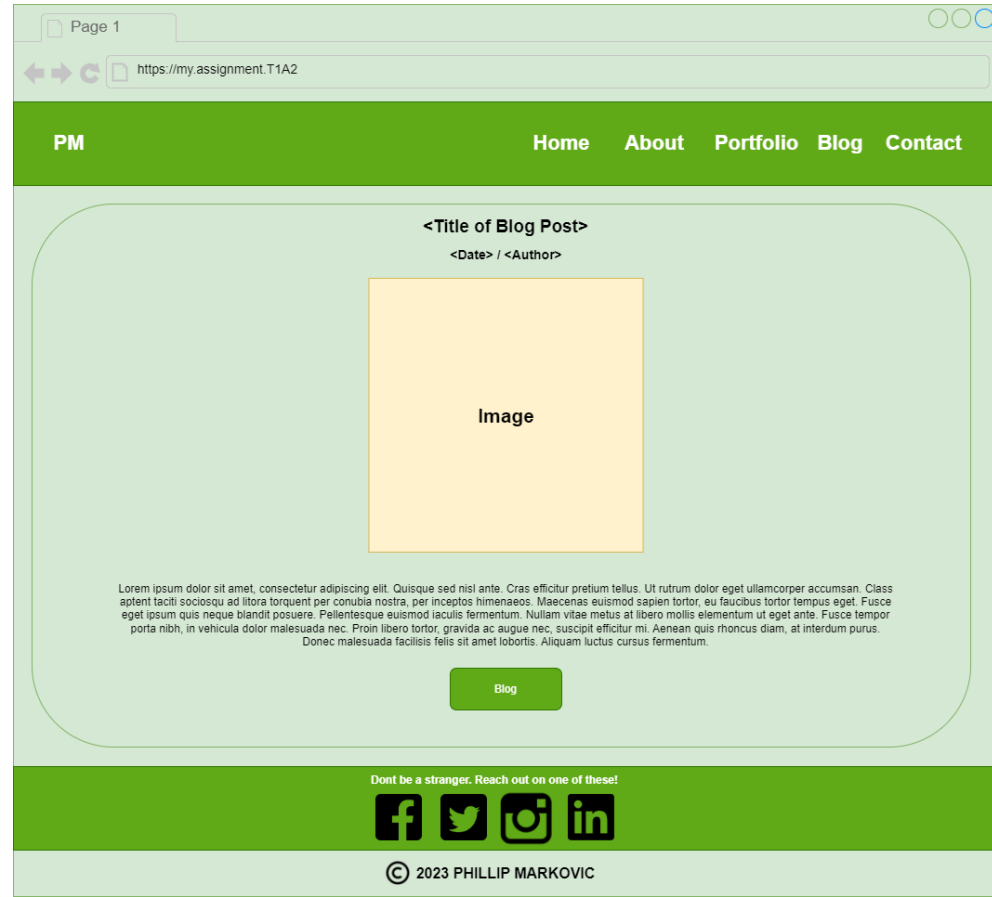 Page 1
https://my.assignment.T1A2
PM Home About Portfolio Blog Contact
<Title of Blog Post>
<Date> / <Author>
Image
Lorem ipsum dolor sit amet, consectetur adipiscing elit. Quisque sed nisl ante. Cras efficitur pretium tellus. Ut rutrum dolor eget ullamcorper accumsan. Class
aptent taciti sociosqu ad litora torquent per conubia nostra, per inceptos himenaeos. Maecenas euismod sapien tortor, eu faucibus tortor tempus eget. Fusce
eget ipsum quis neque blandit posuere. Pellentesque euismod iaculis fermentum. Nullam vitae metus at libero mollis elementum ut eget ante. Fusce tempor
porta nibh, in vehicula dolor malesuada nec. Proin libero tortor, gravida ac augue nec, suscipit efficitur mi. Aenean quis rhoncus diam, at interdum purus.
Donec malesuada facilisis felis sit amet lobortis. Aliquam luctus cursus fermentum.
Blog
Dont be a stranger. Reach out on one of these!
© 2023 PHILLIP MARKOVIC